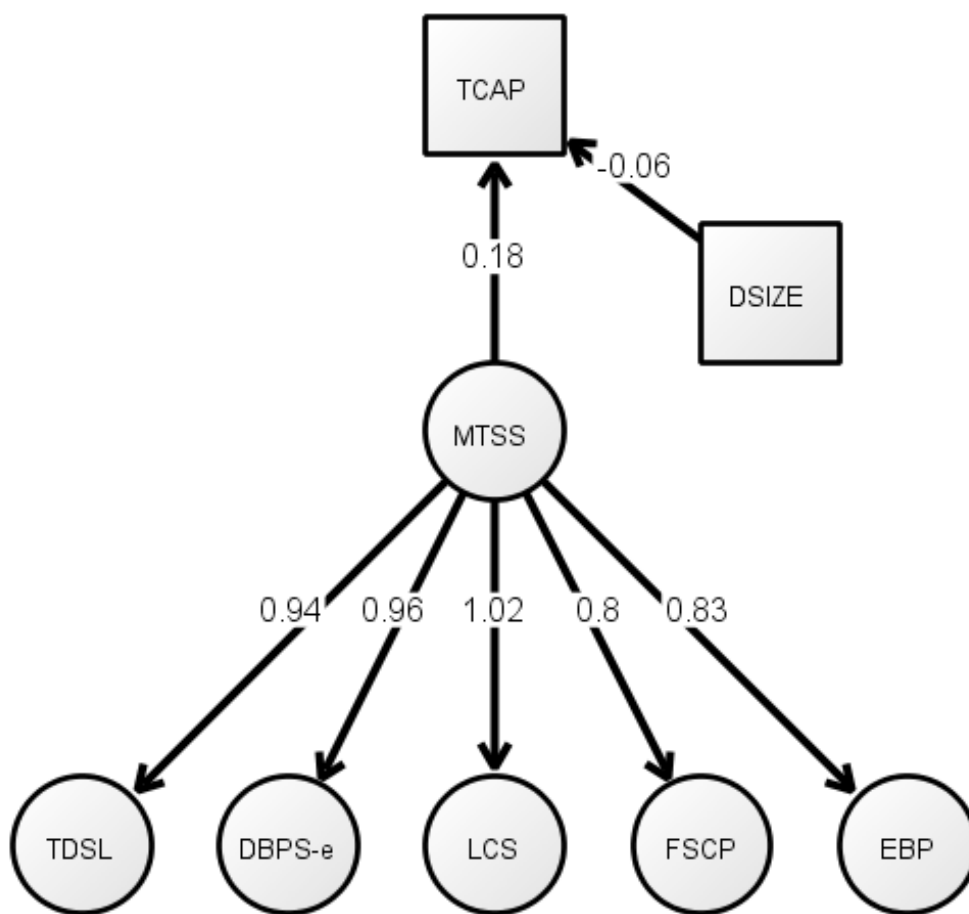 TCAP
-0.06
0.18
DSIZE
MTSS
0.94
0.96
1.02
0.8
0.83
TDSL
DBPS-e
LCS
FSCP
EBP